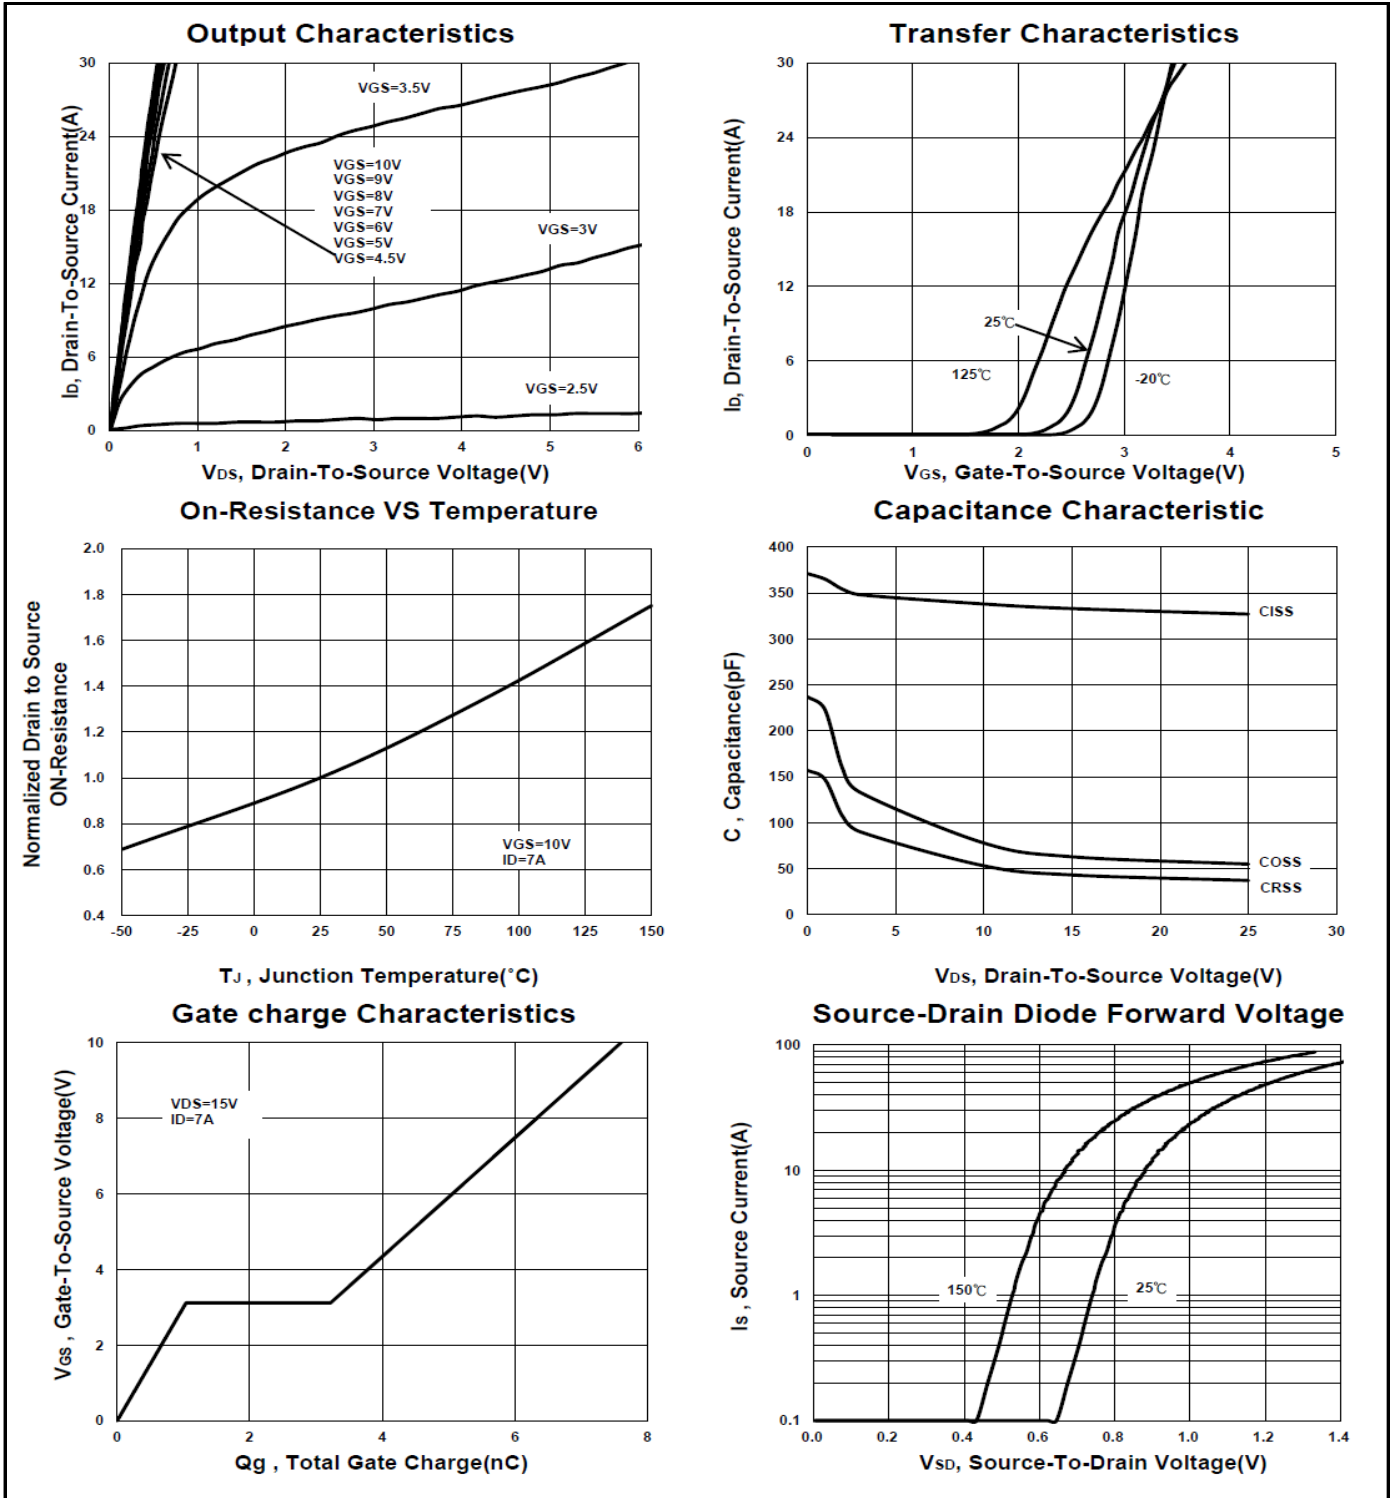 Output Characteristics
30
24
18
12
6
0
ID, Drain-To-Source Current(A)
VGS=3.5V
VGS=10V
VGS=9V
VGS=8V
VGS=7V
VGS=6V
VGS=5V
VGS=4.5V
VGS=3V
VGS=2.5V
0 1 2 3 4 5 6
VDS, Drain-To-Source Voltage(V)
Transfer Characteristics
30
24
18
12
6
0
ID, Drain-To-Source Current(A)
25℃
125℃
-20℃
0 1 2 3 4 5
VGS, Gate-To-Source Voltage(V)
On-Resistance VS Temperature
2.0
1.8
1.6
1.4
1.2
1.0
0.8
0.6
0.4
Normalized Drain to Source
ON-Resistance
VGS=10V
ID=7A
-50 -25 0 25 50 75 100 125 150
TJ , Junction Temperature(°C)
Capacitance Characteristic
400
350
300
250
200
150
100
50
0
C , Capacitance(pF)
CISS
COSS
CRSS
0 5 10 15 20 25 30
VDS, Drain-To-Source Voltage(V)
Gate charge Characteristics
10
8
6
4
2
0
VGS , Gate-To-Source Voltage(V)
VDS=15V
ID=7A
0 2 4 6 8
Qg , Total Gate Charge(nC)
Source-Drain Diode Forward Voltage
100
10
1
0.1
IS , Source Current(A)
150℃
25℃
0.0 0.2 0.4 0.6 0.8 1.0 1.2 1.4
VSD, Source-To-Drain Voltage(V)